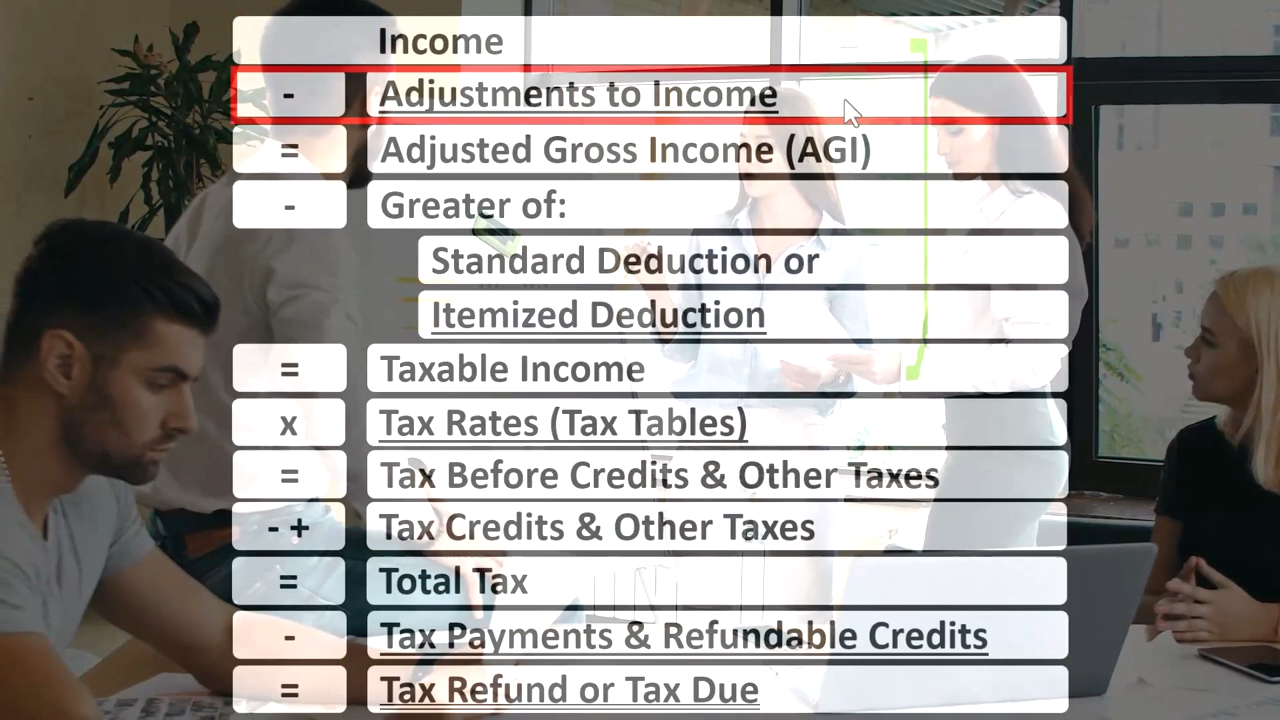 Income
- Adjustments to Income
= Adjusted Gross Income (AGI)
- Greater of:
Standard Deduction or
Itemized Deduction
= Taxable Income
x Tax Rates (Tax Tables)
= Tax Before Credits & Other Taxes
- + Tax Credits & Other Taxes
= Total Tax
- Tax Payments & Refundable Credits
= Tax Refund or Tax Due